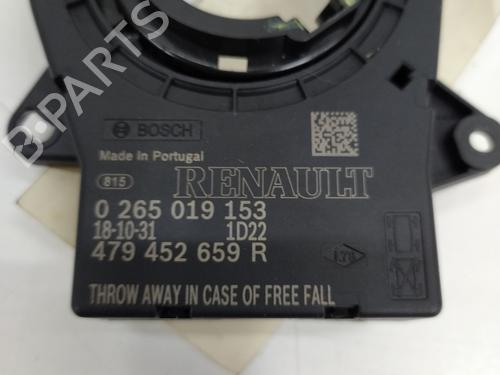 B-PARTS
BOSCH
Made in Portugal
815
RENAULT
0 265 019 153
18-10-31 1D22
479 452 659 R
THROW AWAY IN CASE OF FREE FALL